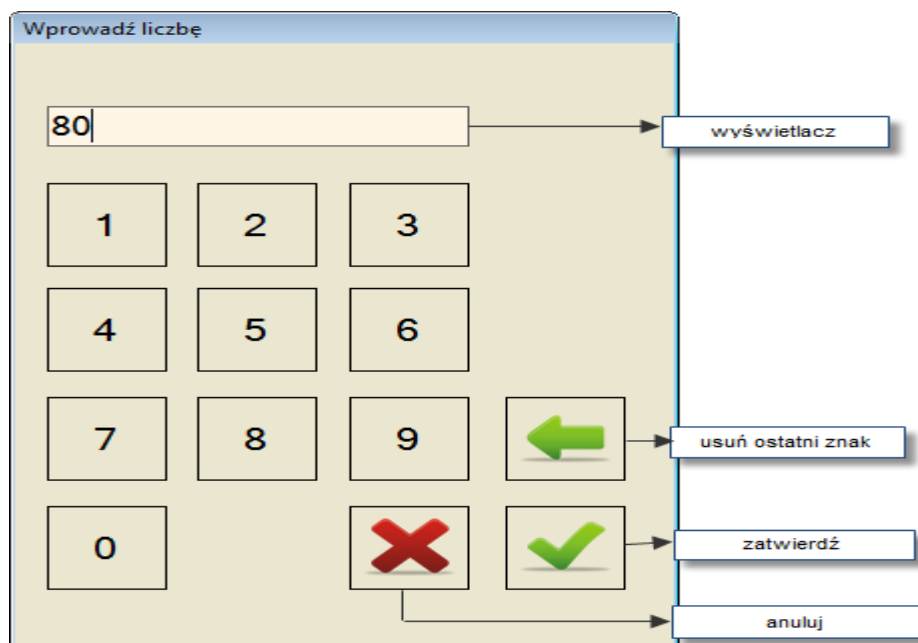 Wprowadź liczbę
80
wyświetlacz
1 2 3
4 5 6
7 8 9
usuń ostatni znak
0
zatwierdź
anuluj